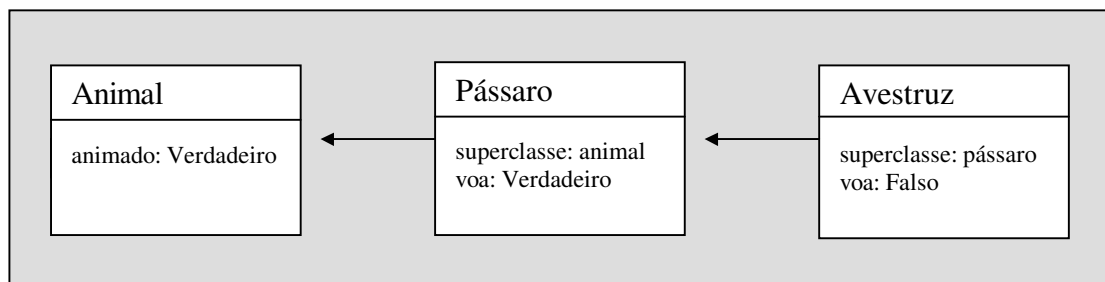 Animal
animado: Verdadeiro
Pássaro
superclasse: animal
voa: Verdadeiro
Avestruz
superclasse: pássaro
voa: Falso